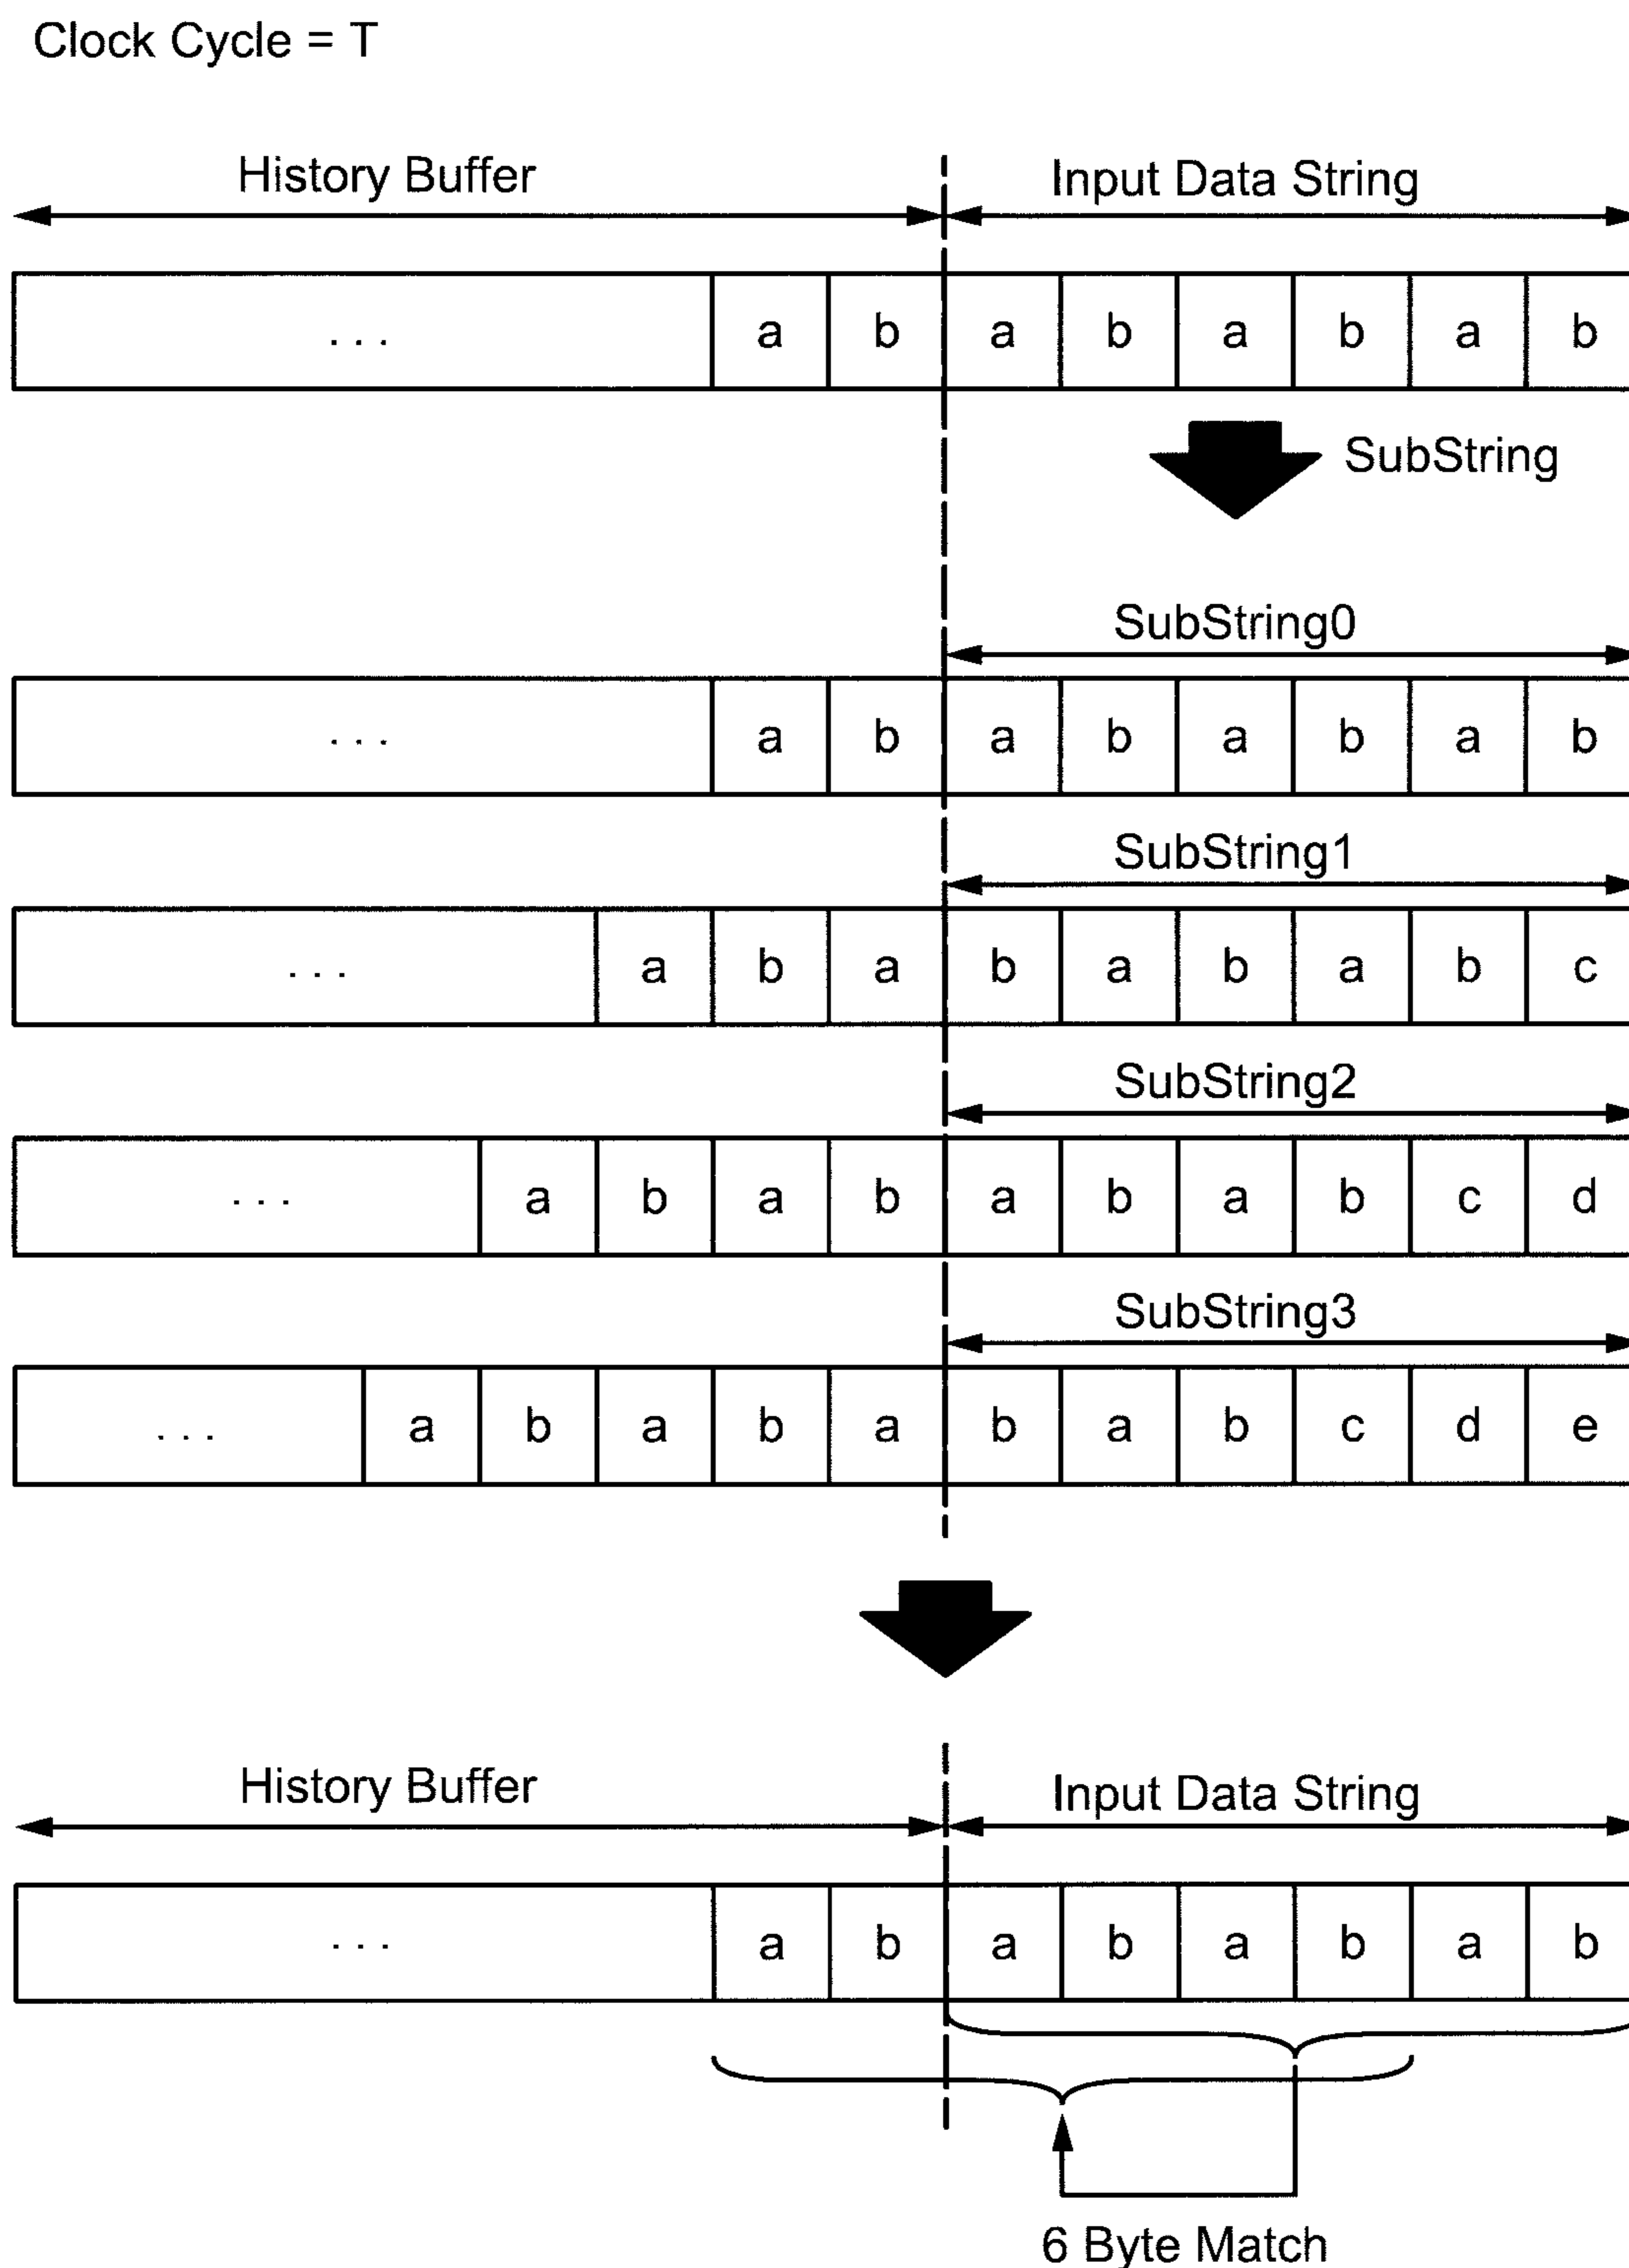 Clock Cycle = T
History Buffer Input Data String
... a b a b a b a b
SubString
SubString0
... a b a b a b a b
SubString1
... a b a b a b a b c
SubString2
... a b a b a b a b c d
SubString3
... a b a b a b a b c d e
History Buffer Input Data String
... a b a b a b a b
6 Byte Match